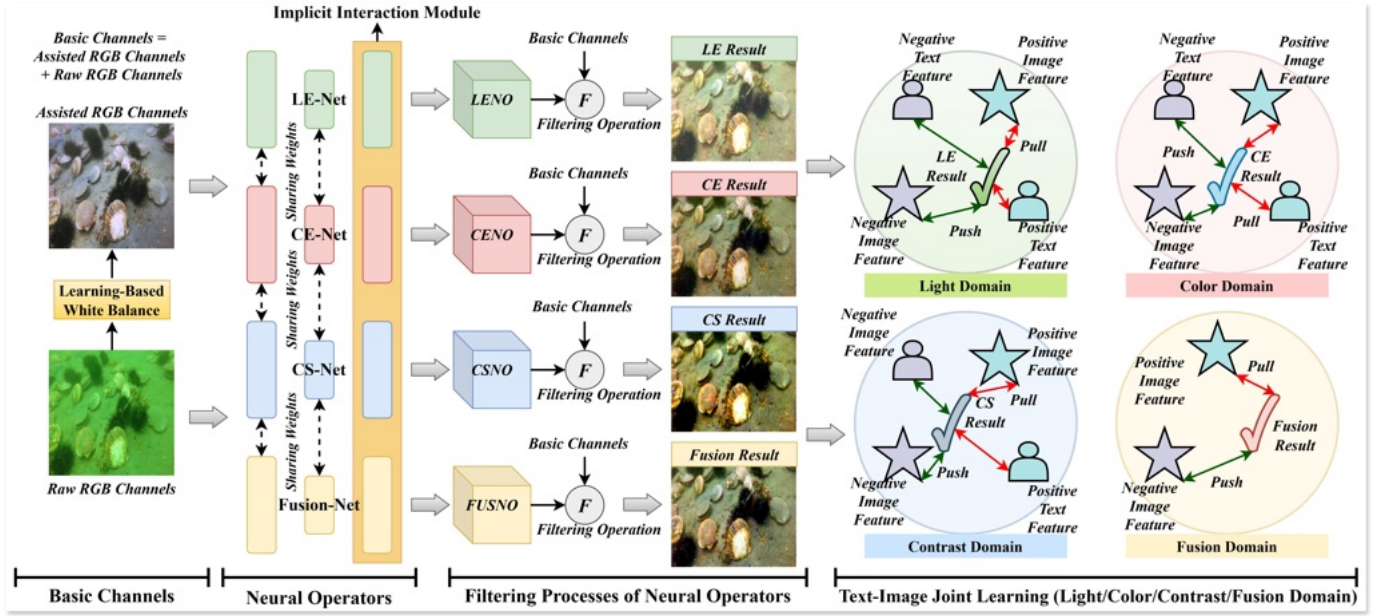 Basic Channels =
Assisted RGB Channels
+ Raw RGB Channels
Assisted RGB Channels
Learning-Based
White Balance
Raw RGB Channels
Basic Channels
Implicit Interaction Module
LE-Net
Sharing Weights
CE-Net
Sharing Weights
CS-Net
Sharing Weights
Fusion-Net
Neural Operators
Basic Channels
LENO
F
Filtering Operation
LE Result
Basic Channels
CENO
F
Filtering Operation
CE Result
Basic Channels
CSNO
F
Filtering Operation
CS Result
Basic Channels
FUSNO
F
Filtering Operation
Fusion Result
Filtering Processes of Neural Operators
Negative
Text
Feature
Positive
Image
Feature
LE
Result
Pull
Negative
Image
Feature
Push
Positive
Text
Feature
Light Domain
Negative
Text
Feature
Positive
Image
Feature
Push
CE
Result
Negative
Image
Feature
Pull
Positive
Text
Feature
Color Domain
Negative
Image
Feature
Positive
Image
Feature
CS
Result
Pull
Negative
Image
Feature
Push
Positive
Text
Feature
Contrast Domain
Positive
Image
Feature
Pull
Fusion
Result
Negative
Image
Feature
Push
Fusion Domain
Text-Image Joint Learning (Light/Color/Contrast/Fusion Domain)